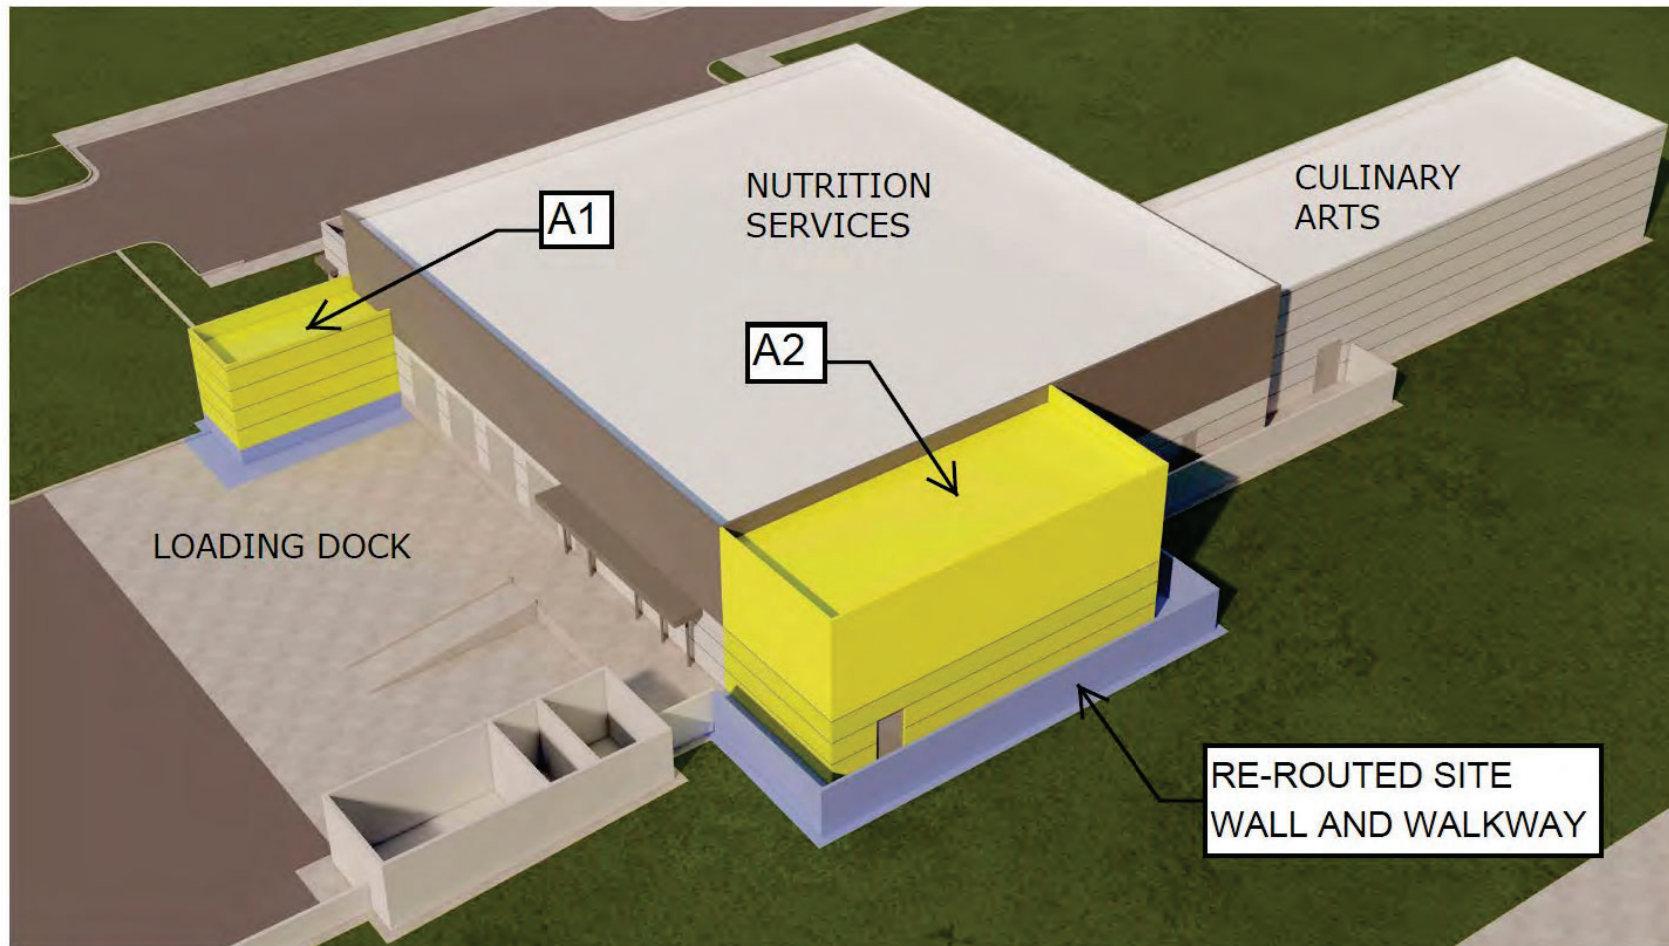 NUTRITION
SERVICES
CULINARY
ARTS
A1
A2
LOADING DOCK
RE-ROUTED SITE
WALL AND WALKWAY